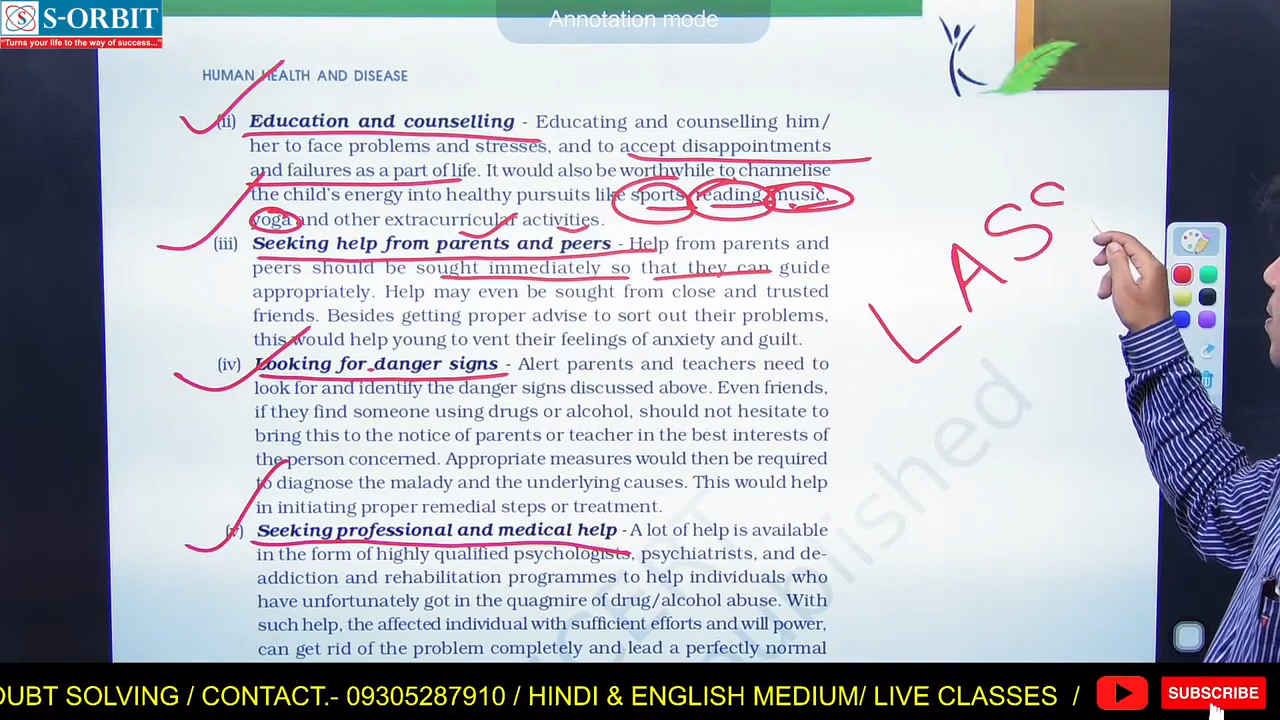 S-ORBIT
"Turns your life to the way of success..."
Annotation mode
HUMAN HEALTH AND DISEASE
(ii) Education and counselling - Educating and counselling him/
her to face problems and stresses, and to accept disappointments
and failures as a part of life. It would also be worthwhile to channelise
the child's energy into healthy pursuits like sports, reading, music,
yoga and other extracurricular activities.
(iii) Seeking help from parents and peers - Help from parents and
peers should be sought immediately so that they can guide
appropriately. Help may even be sought from close and trusted
friends. Besides getting proper advise to sort out their problems,
this would help young to vent their feelings of anxiety and guilt.
(iv) Looking for danger signs - Alert parents and teachers need to
look for and identify the danger signs discussed above. Even friends,
if they find someone using drugs or alcohol, should not hesitate to
bring this to the notice of parents or teacher in the best interests of
the person concerned. Appropriate measures would then be required
to diagnose the malady and the underlying causes. This would help
in initiating proper remedial steps or treatment.
(v) Seeking professional and medical help - A lot of help is available
in the form of highly qualified psychologists, psychiatrists, and de-
addiction and rehabilitation programmes to help individuals who
have unfortunately got in the quagmire of drug/alcohol abuse. With
such help, the affected individual with sufficient efforts and will power,
can get rid of the problem completely and lead a perfectly normal
LAS
OUBT SOLVING / CONTACT.- 09305287910 / HINDI & ENGLISH MEDIUM/ LIVE CLASSES /
SUBSCRIBE